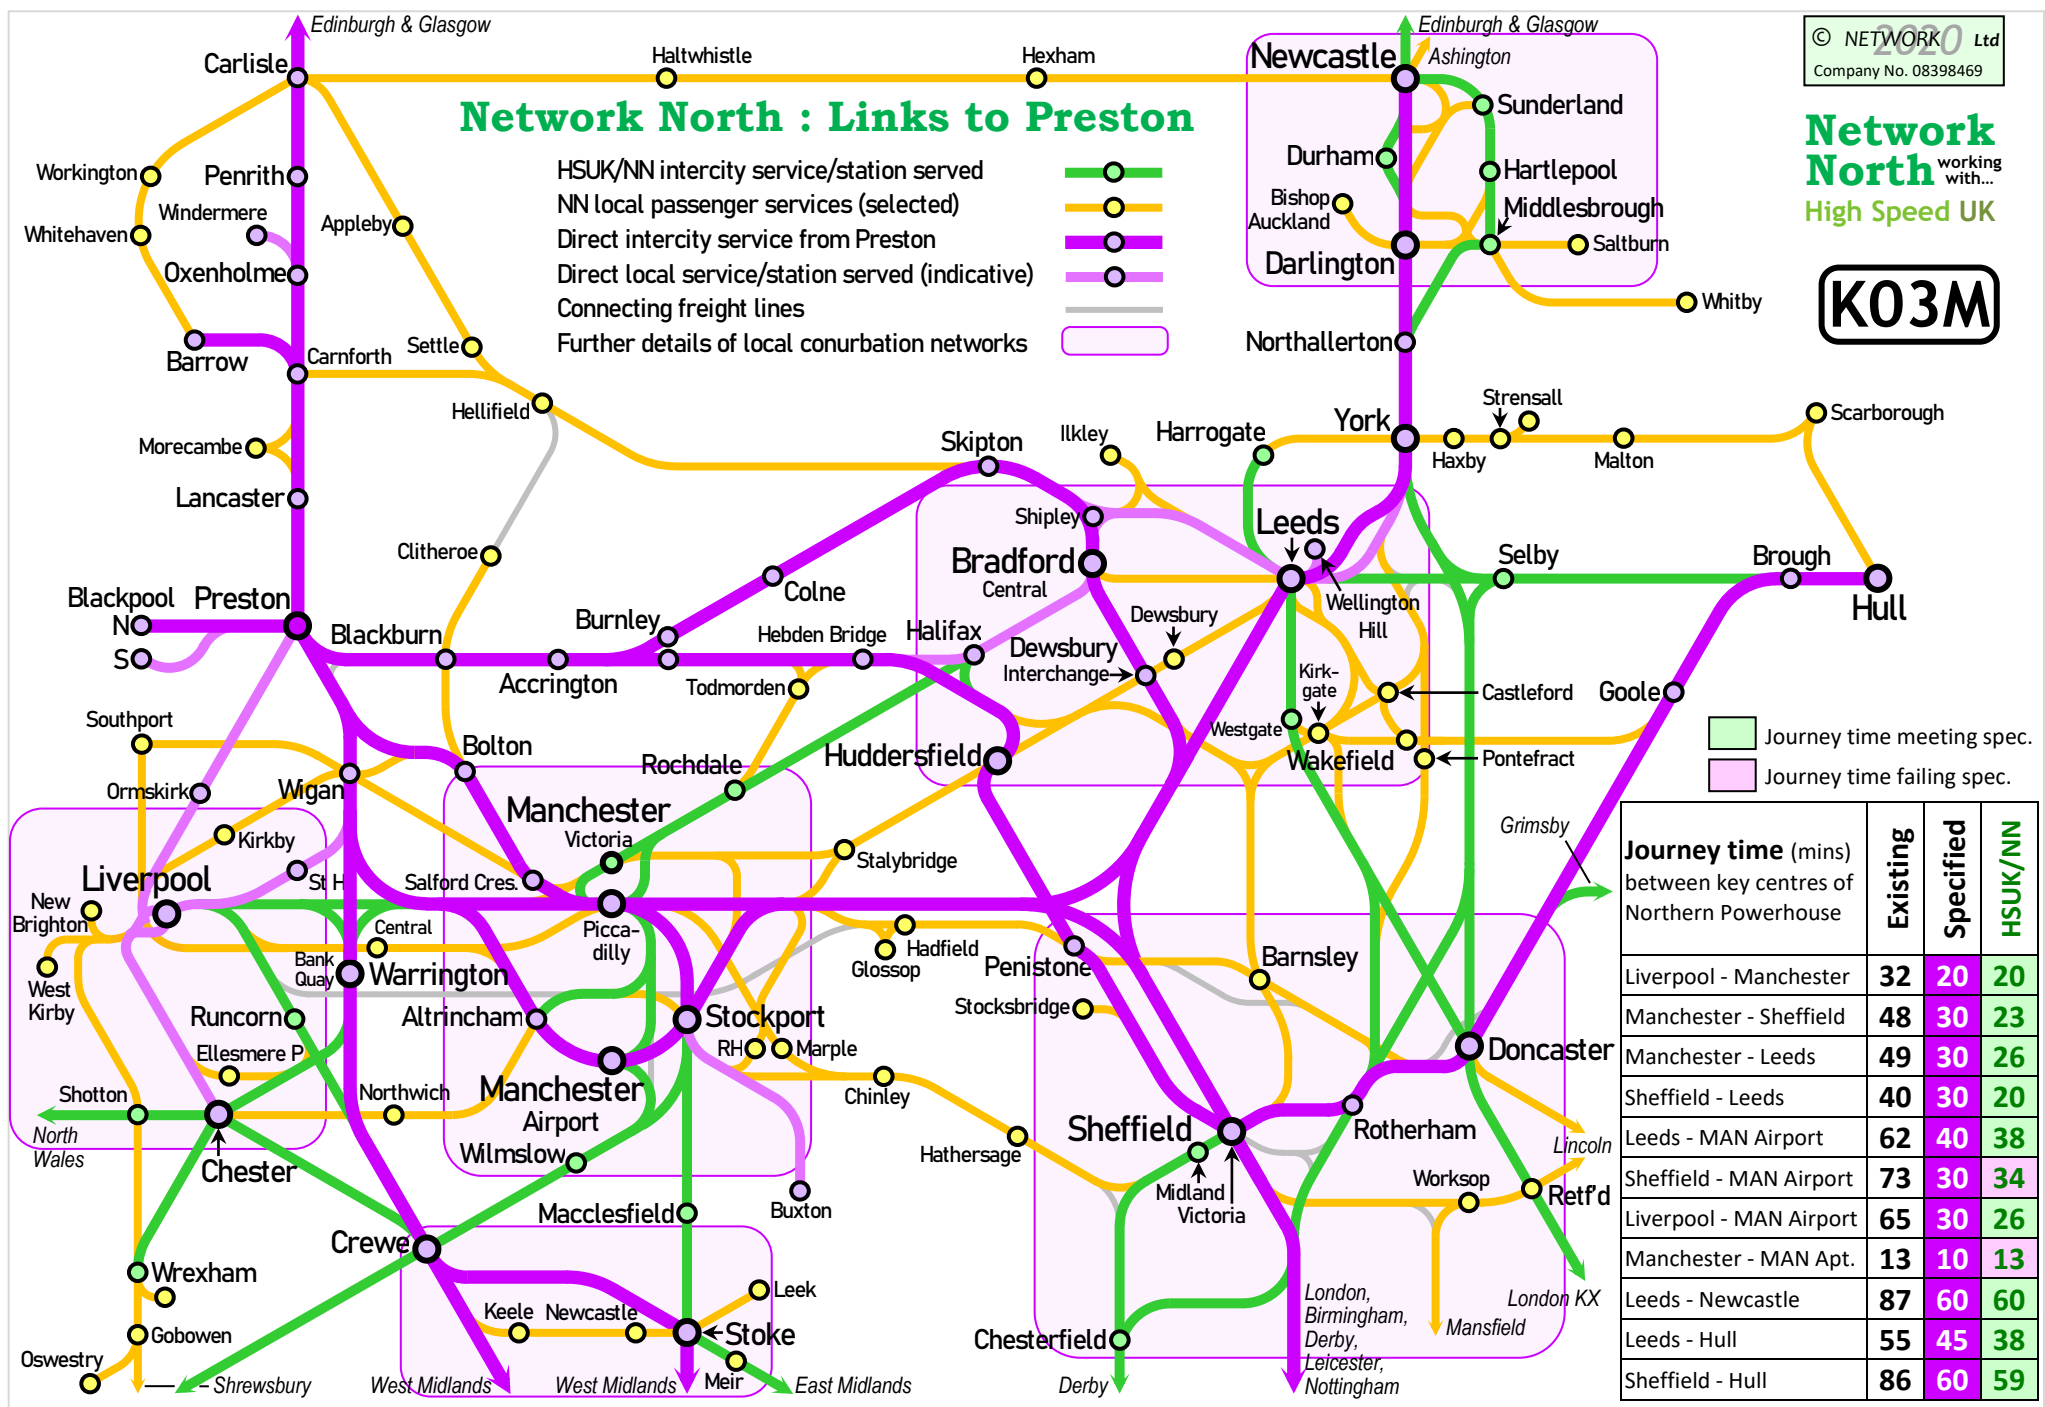 Edinburgh & Glasgow
Edinburgh & Glasgow
© NETWORK 2020 Ltd
Company No. 08398469
Carlisle
Haltwhistle
Hexham
Newcastle
Ashington
Network North : Links to Preston
Sunderland
Network
North working
with...
High Speed UK
HSUK/NN intercity service/station served
NN local passenger services (selected)
Direct intercity service from Preston
Direct local service/station served (indicative)
Connecting freight lines
Further details of local conurbation networks
Durham
Hartlepool
Bishop
Auckland
Middlesbrough
Saltburn
Darlington
Whitby
K03M
Workington
Penrith
Windermere
Whitehaven
Appleby
Oxenholme
Barrow
Carnforth
Settle
Northallerton
Hellifield
Strensall
Scarborough
York
Harrogate
Ilkley
Skipton
Haxby
Malton
Morecambe
Lancaster
Shipley
Leeds
Clitheroe
Bradford
Central
Selby
Brough
Hull
Colne
Blackpool
N
S
Preston
Burnley
Blackburn
Hebden Bridge
Halifax
Dewsbury
Wellington
Hill
Dewsbury
Interchange
Accrington
Todmorden
Kirk-
gate
Castleford
Goole
Southport
Bolton
Westgate
Wakefield
Pontefract
Huddersfield
Rochdale
Journey time meeting spec.
Journey time failing spec.
Ormskirk
Wigan
Manchester
Victoria
Kirkby
Stalybridge
Grimsby
Liverpool
St H
Salford Cres.
New
Brighton
Central
Picca-
dilly
Hadfield
Glossop
Penistone
Barnsley
Bank
Quay
Warrington
West
Kirby
Stocksbridge
Runcorn
Altrincham
Stockport
Ellesmere P
RH
Marple
Doncaster
Shotton
Northwich
Manchester
Airport
Chinley
North
Wales
Sheffield
Rotherham
Lincoln
Wilmslow
Hathersage
Chester
Midland
Victoria
Worksop
Retf'd
Macclesfield
Buxton
Crewe
Wrexham
Leek
London KX
Keele
Newcastle
Stoke
Gobowen
Mansfield
Chesterfield
London,
Birmingham,
Derby,
Leicester,
Nottingham
Oswestry
Shrewsbury
West Midlands
West Midlands
Meir
East Midlands
Derby
Journey time (mins) between key centres of Northern Powerhouse Existing Specified HSUK/NN
Liverpool - Manchester 32 20 20
Manchester - Sheffield 48 30 23
Manchester - Leeds 49 30 26
Sheffield - Leeds 40 30 20
Leeds - MAN Airport 62 40 38
Sheffield - MAN Airport 73 30 34
Liverpool - MAN Airport 65 30 26
Manchester - MAN Apt. 13 10 13
Leeds - Newcastle 87 60 60
Leeds - Hull 55 45 38
Sheffield - Hull 86 60 59